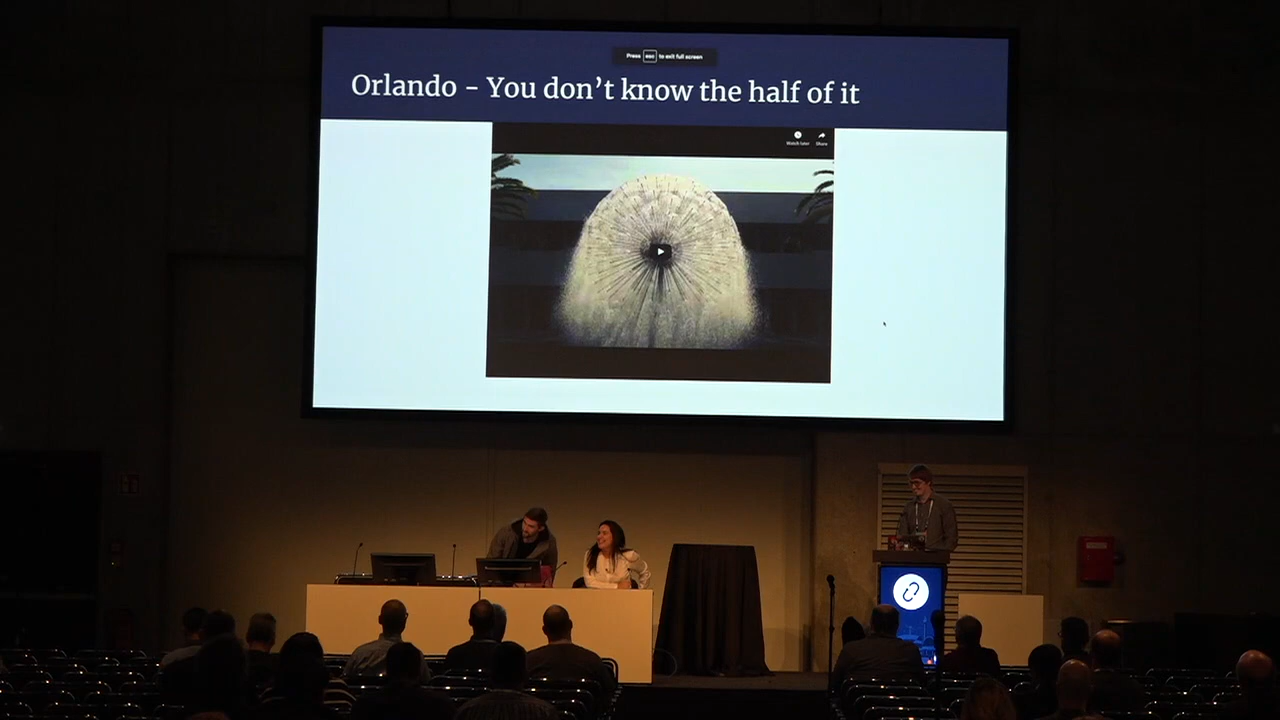 Press esc to exit full screen
Orlando - You don't know the half of it
Watch later
Share